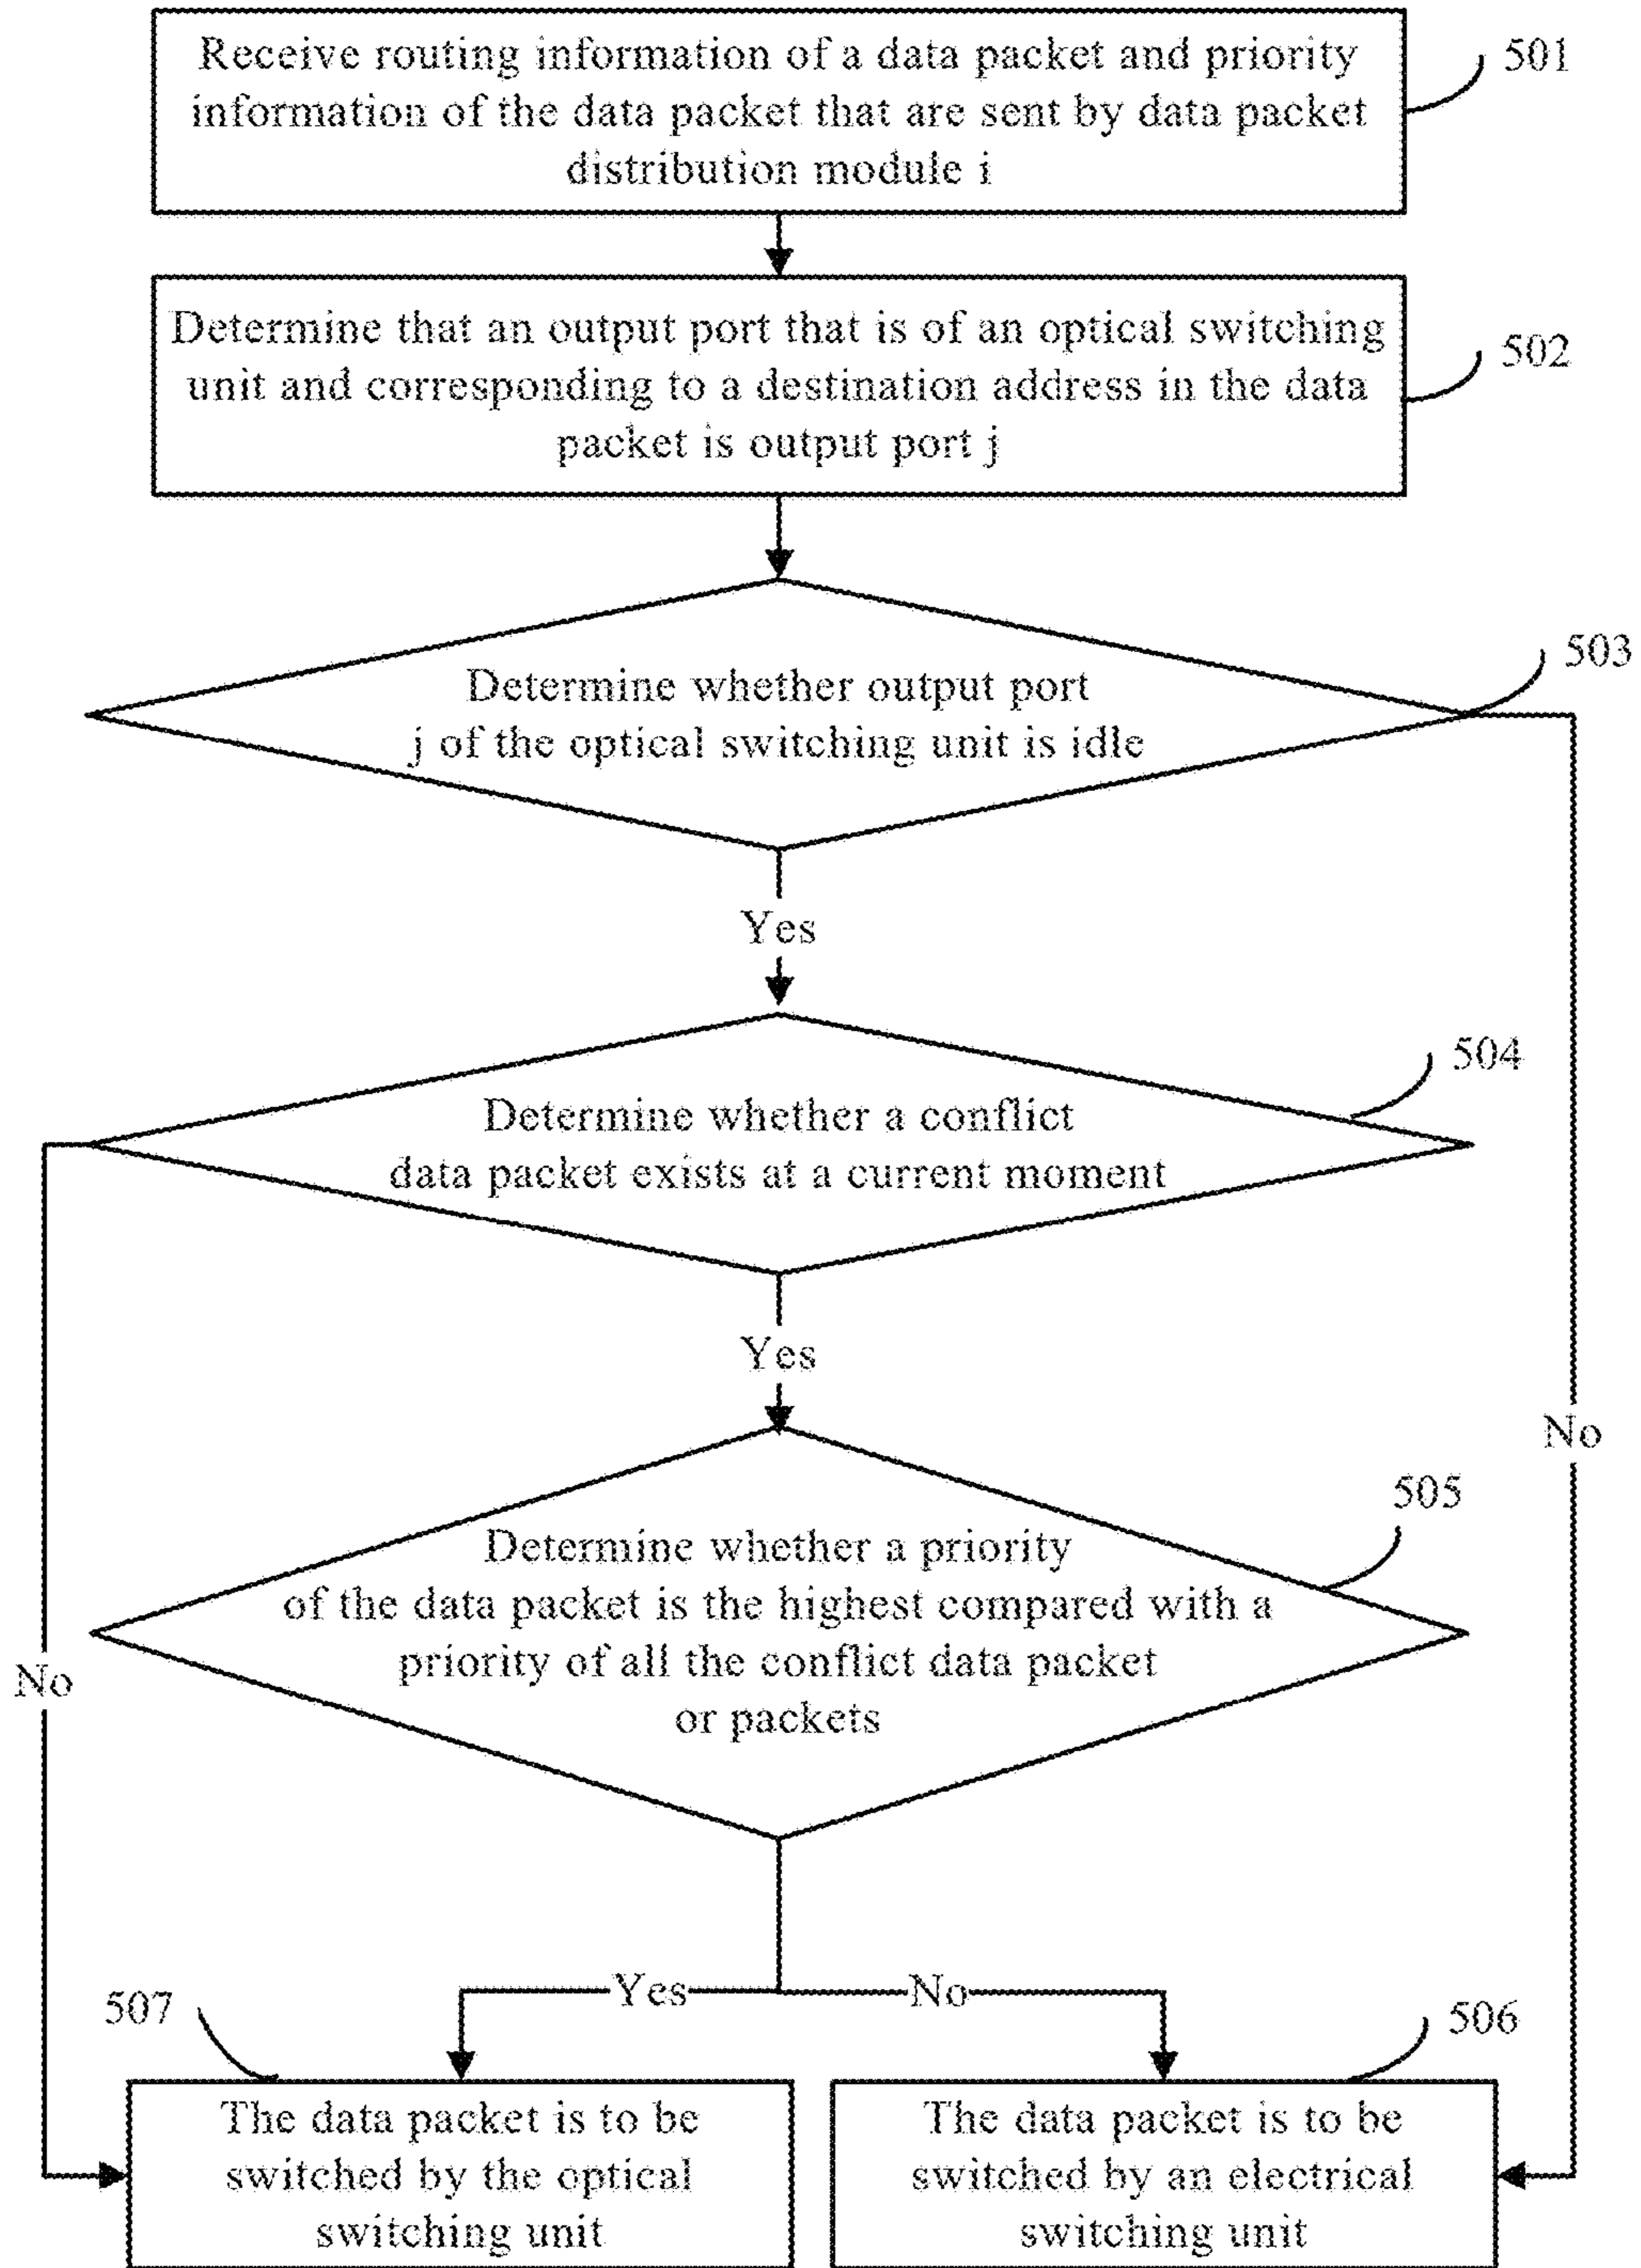 Receive routing information of a data packet and priority
information of the data packet that are sent by data packet
distribution module i
501
Determine that an output port that is of an optical switching
unit and corresponding to a destination address in the data
packet is output port j
502
Determine whether output port
j of the optical switching unit is idle
503
Yes
Determine whether a conflict
data packet exists at a current moment
504
Yes
No
Determine whether a priority
of the data packet is the highest compared with a
priority of all the conflict data packet
or packets
505
No
Yes
No
507
506
The data packet is to be
switched by the optical
switching unit
The data packet is to be
switched by an electrical
switching unit